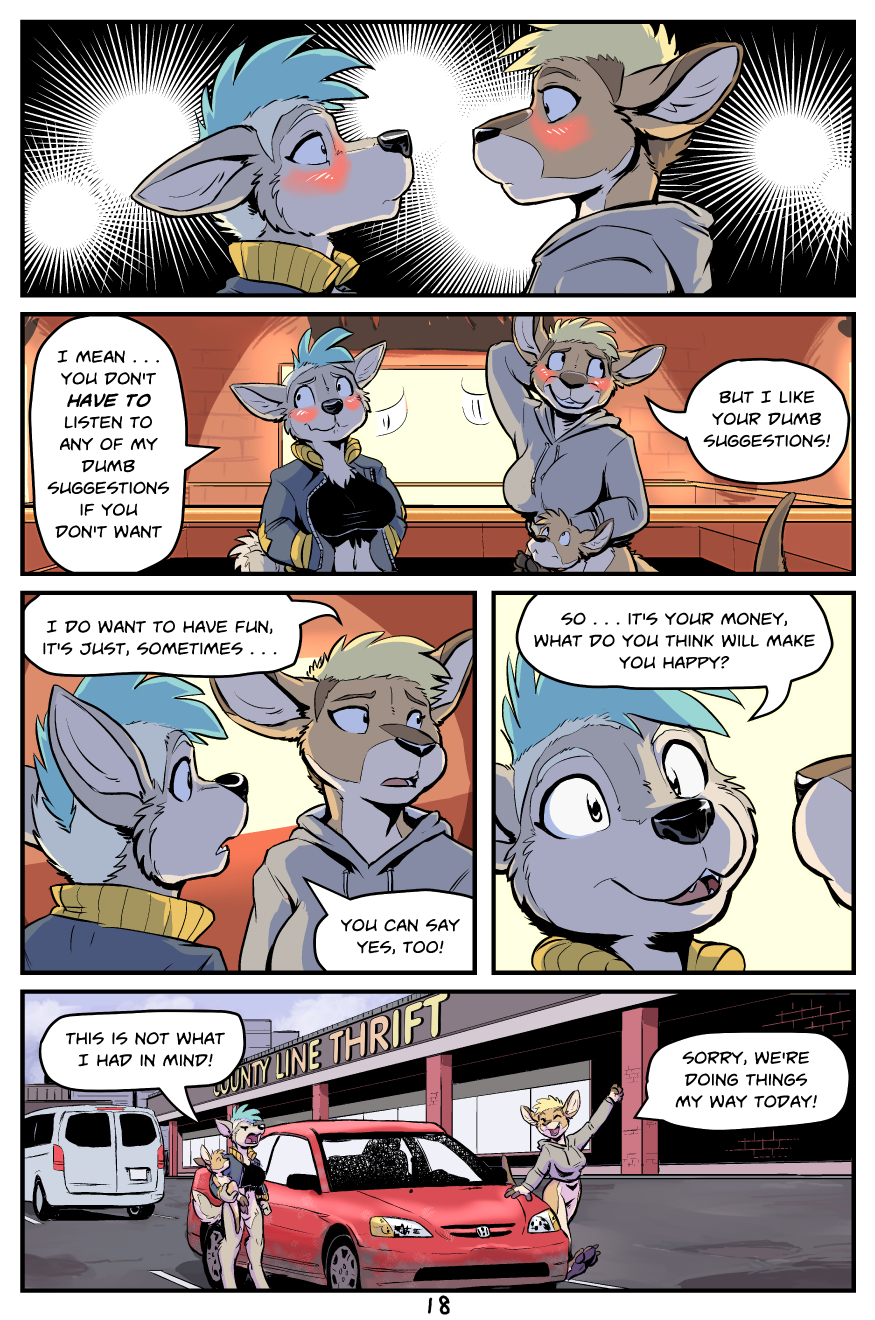 I MEAN . . .
YOU DON'T
HAVE TO
LISTEN TO
ANY OF MY
DUMB
SUGGESTIONS
IF YOU
DON'T WANT
BUT I LIKE
YOUR DUMB
SUGGESTIONS!
I DO WANT TO HAVE FUN,
IT'S JUST, SOMETIMES . . .
YOU CAN SAY
YES, TOO!
SO . . . IT'S YOUR MONEY,
WHAT DO YOU THINK WILL MAKE
YOU HAPPY?
THIS IS NOT WHAT
I HAD IN MIND!
COUNTY LINE THRIFT
SORRY, WE'RE
DOING THINGS
MY WAY TODAY!
18